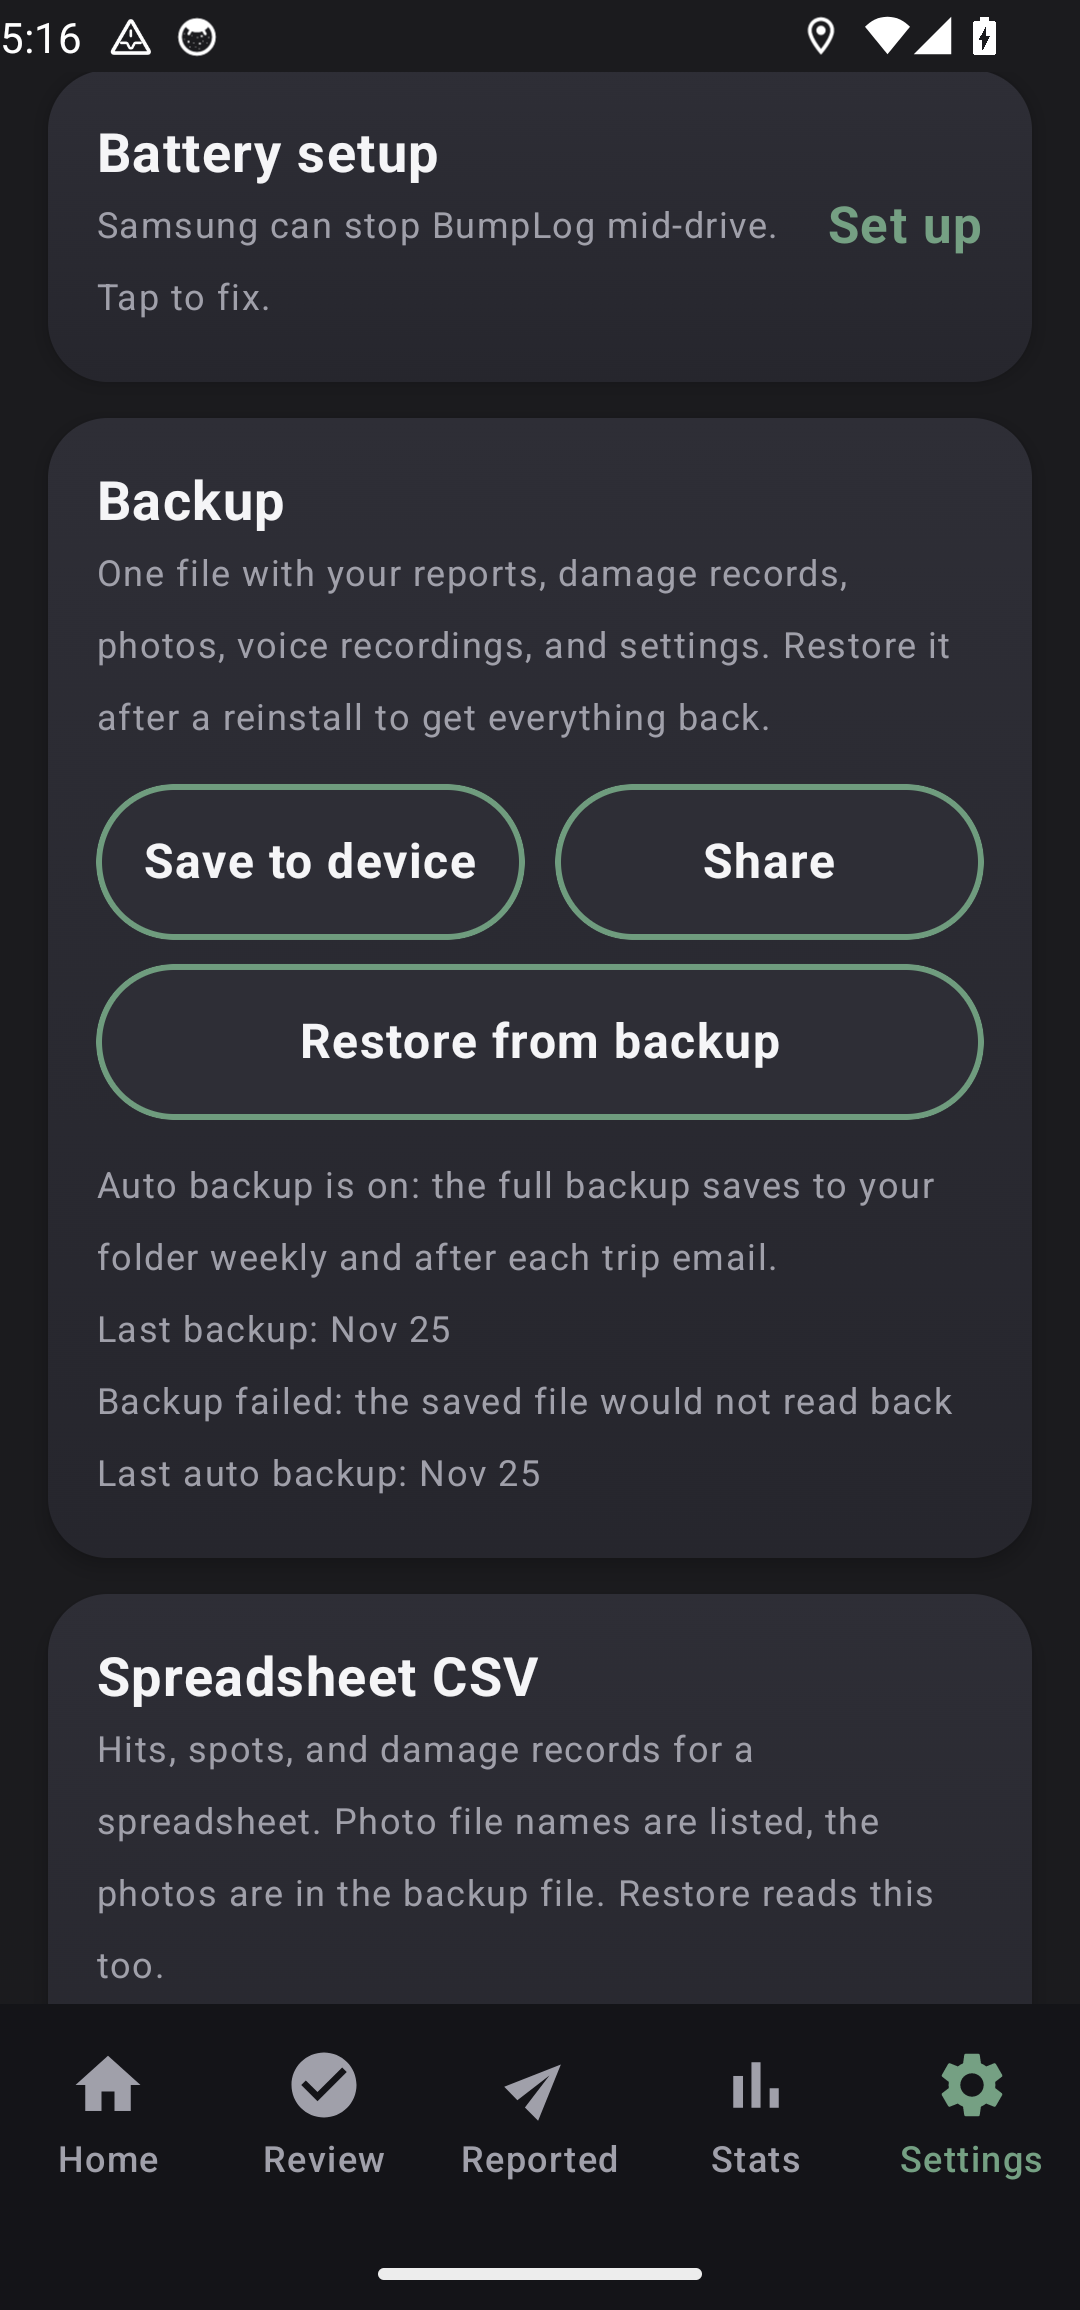 5:16
Battery setup
Samsung can stop BumpLog mid-drive.
Tap to fix.
Set up
Backup
One file with your reports, damage records,
photos, voice recordings, and settings. Restore it
after a reinstall to get everything back.
Save to device
Share
Restore from backup
Auto backup is on: the full backup saves to your
folder weekly and after each trip email.
Last backup: Nov 25
Backup failed: the saved file would not read back
Last auto backup: Nov 25
Spreadsheet CSV
Hits, spots, and damage records for a
spreadsheet. Photo file names are listed, the
photos are in the backup file. Restore reads this
too.
Home
Review
Reported
Stats
Settings